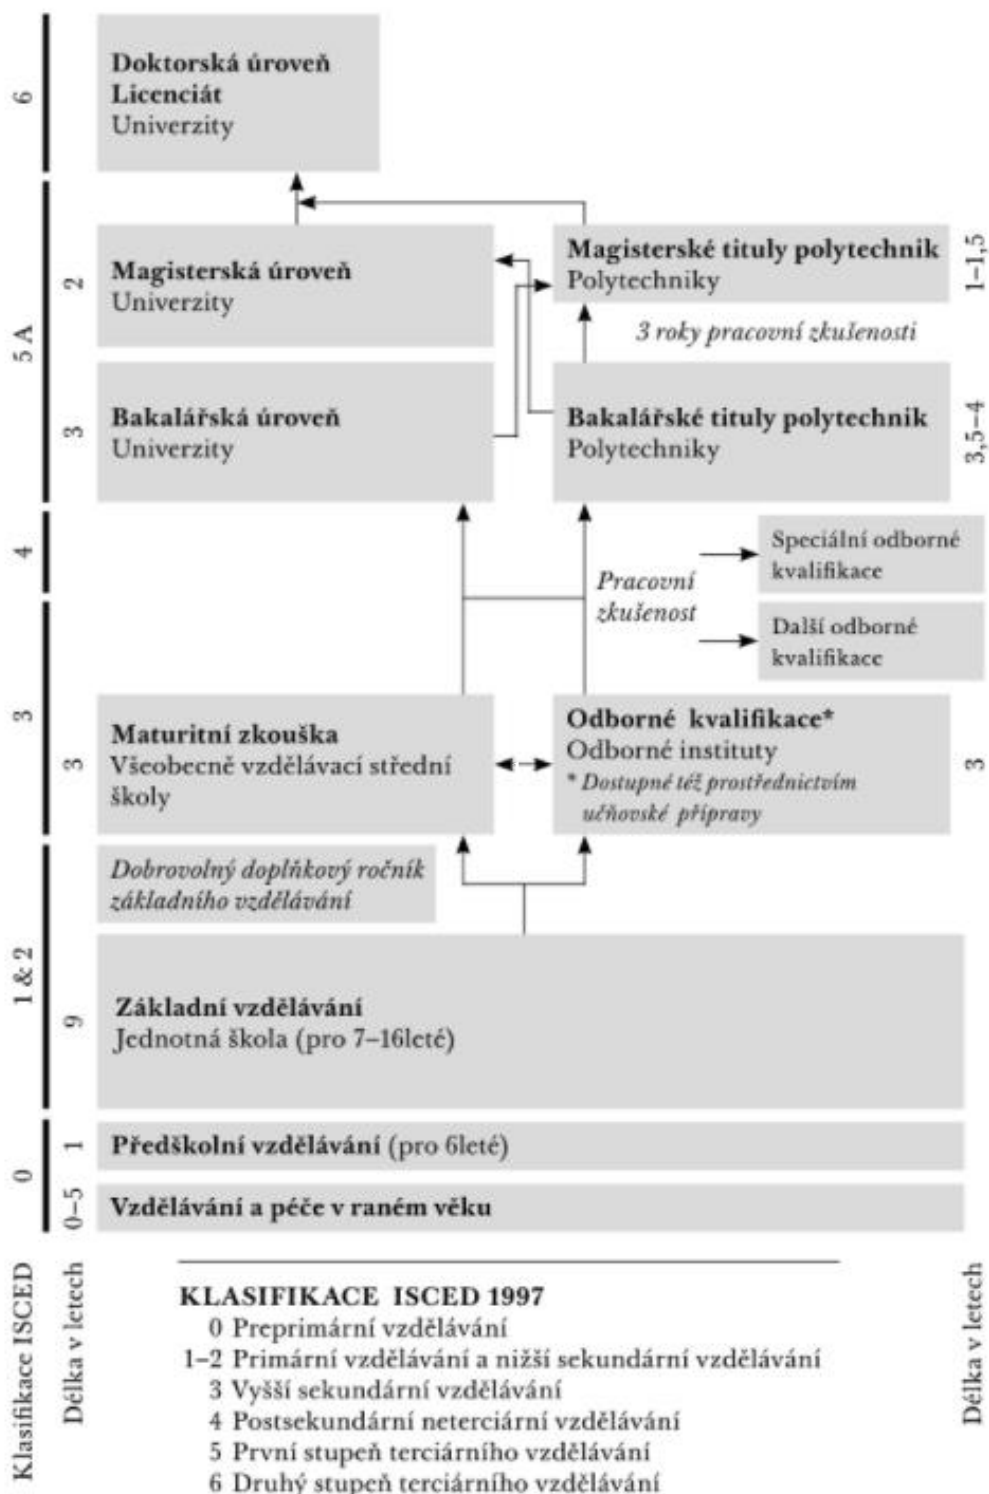 6
Doktorská úroveň
Licenciát
Univerzity
5 A
2
Magisterská úroveň
Univerzity
Magisterské tituly polytechnik
Polytechniky
1–1,5
3 roky pracovní zkušenosti
3
Bakalářská úroveň
Univerzity
Bakalářské tituly polytechnik
Polytechniky
3,5–4
4
Pracovní
zkušenost
Speciální odborné
kvalifikace
Další odborné
kvalifikace
3
3
Maturitní zkouška
Všeobecně vzdělávací střední
školy
Odborné kvalifikace*
Odborné instituty
* Dostupné též prostřednictvím
učňovské přípravy
3
1 & 2
Dobrovolný doplňkový ročník
základního vzdělávání
9
Základní vzdělávání
Jednotná škola (pro 7–16leté)
0
1
Předškolní vzdělávání (pro 6leté)
0–5
Vzdělávání a péče v raném věku
Klasifikace ISCED
Délka v letech
KLASIFIKACE ISCED 1997
0 Preprimární vzdělávání
1–2 Primární vzdělávání a nižší sekundární vzdělávání
3 Vyšší sekundární vzdělávání
4 Postsekundární neterciární vzdělávání
5 První stupeň terciárního vzdělávání
6 Druhý stupeň terciárního vzdělávání
Délka v letech